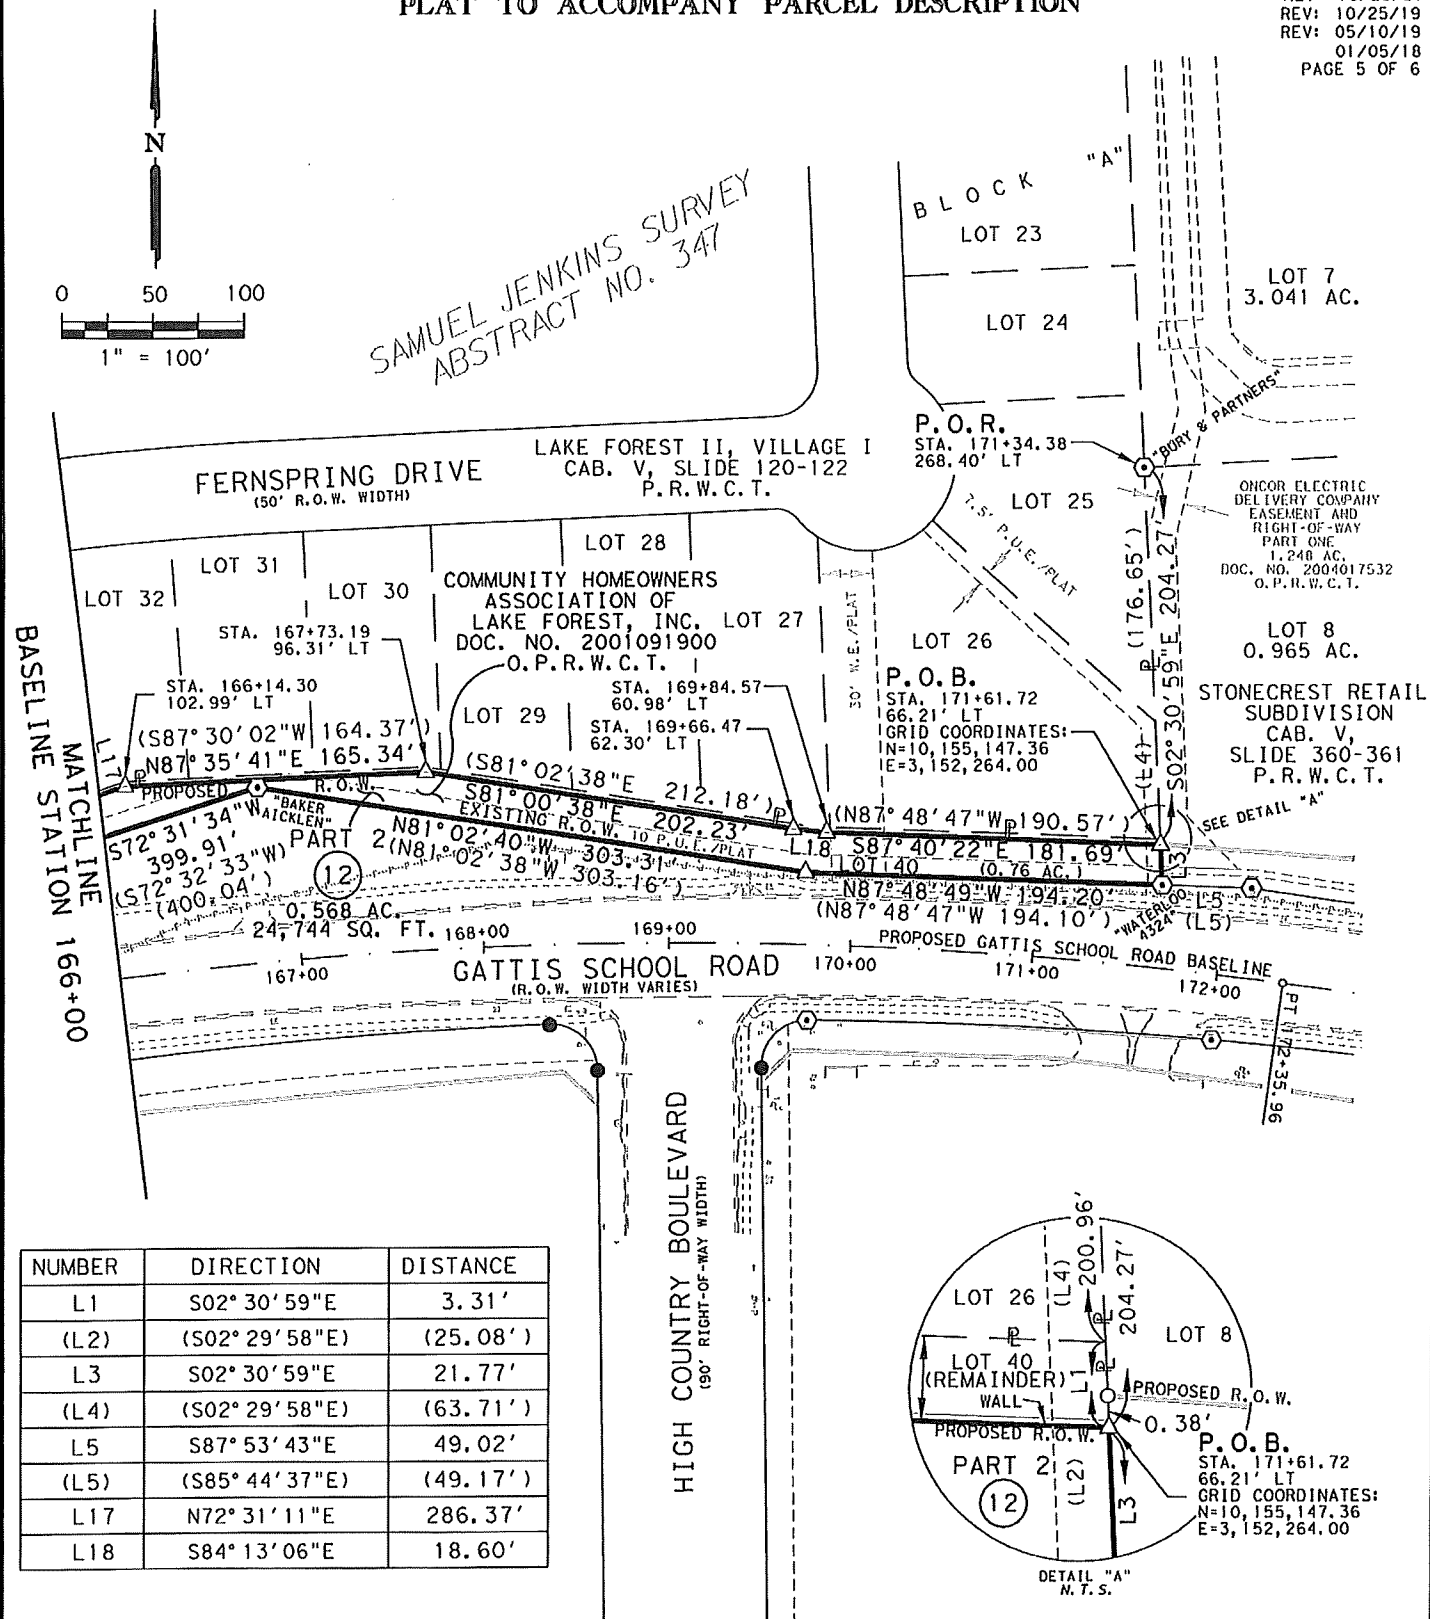 PLAT TO ACCOMPANY PARCEL DESCRIPTION
REV: 10/25/19
REV: 05/10/19
01/05/18
PAGE 5 OF 6
N
0 50 100
1" = 100'
SAMUEL JENKINS SURVEY
ABSTRACT NO. 347
BLOCK "A"
LOT 23
LOT 24
LOT 7
3.041 AC.
"BURY & PARTNERS"
P.O.R.
STA. 171+34.38
268.40' LT
LAKE FOREST II, VILLAGE I
CAB. V, SLIDE 120-122
P.R.W.C.T.
FERNSPRING DRIVE
(50' R.O.W. WIDTH)
LOT 25
7.5' P.U.E./PLAT
ONCOR ELECTRIC
DELIVERY COMPANY
EASEMENT AND
RIGHT-OF-WAY
PART ONE
1.248 AC.
DOC. NO. 2004017532
O.P.R.W.C.T.
(176.65')
S02°30'59"E 204.27'
(L4)
LOT 28
LOT 31
LOT 32
LOT 30
COMMUNITY HOMEOWNERS
ASSOCIATION OF
LAKE FOREST, INC.
DOC. NO. 2001091900
O.P.R.W.C.T.
LOT 27
30' W.E./PLAT
LOT 26
LOT 8
0.965 AC.
STONECREST RETAIL
SUBDIVISION
CAB. V,
SLIDE 360-361
P.R.W.C.T.
STA. 167+73.19
96.31' LT
STA. 166+14.30
102.99' LT
STA. 169+84.57
60.98' LT
STA. 169+66.47
62.30' LT
LOT 29
P.O.B.
STA. 171+61.72
66.21' LT
GRID COORDINATES:
N=10,155,147.36
E=3,152,264.00
SEE DETAIL "A"
MATCHLINE
BASELINE STATION 166+00
L17
(S87°30'02"W 164.37')
N87°35'41"E 165.34'
PROPOSED R.O.W.
(S81°02'38"E 212.18')
S81°00'38"E 202.23'
EXISTING R.O.W.
10' P.U.E./PLAT
(N87°48'47"W 190.57')
L18
S87°40'22"E 181.69'
LOT 40
(0.76 AC.)
L3
N87°48'49"W 194.20'
(N87°48'47"W 194.10')
"WATERLOO
4324"
L5
(L5)
S72°31'34"W
399.91'
(S72°32'33"W)
(400.04')
"BAKER
AICKLEN"
PART 2
12
N81°02'40"W 303.31'
(N81°02'38"W 303.16')
0.568 AC.
24,744 SQ. FT.
167+00
168+00
169+00
170+00
171+00
172+00
GATTIS SCHOOL ROAD
(R.O.W. WIDTH VARIES)
PROPOSED GATTIS SCHOOL ROAD BASELINE
PT 172+35.96
HIGH COUNTRY BOULEVARD
(90' RIGHT-OF-WAY WIDTH)
NUMBER DIRECTION DISTANCE
L1 S02°30'59"E 3.31'
(L2) (S02°29'58"E) (25.08')
L3 S02°30'59"E 21.77'
(L4) (S02°29'58"E) (63.71')
L5 S87°53'43"E 49.02'
(L5) (S85°44'37"E) (49.17')
L17 N72°31'11"E 286.37'
L18 S84°13'06"E 18.60'
LOT 26
(L4)
200.96'
204.27'
LOT 8
LOT 40
(REMAINDER)
WALL
L1
PROPOSED R.O.W.
PROPOSED R.O.W.
0.38'
PART 2
12
(L2)
L3
P.O.B.
STA. 171+61.72
66.21' LT
GRID COORDINATES:
N=10,155,147.36
E=3,152,264.00
DETAIL "A"
N.T.S.